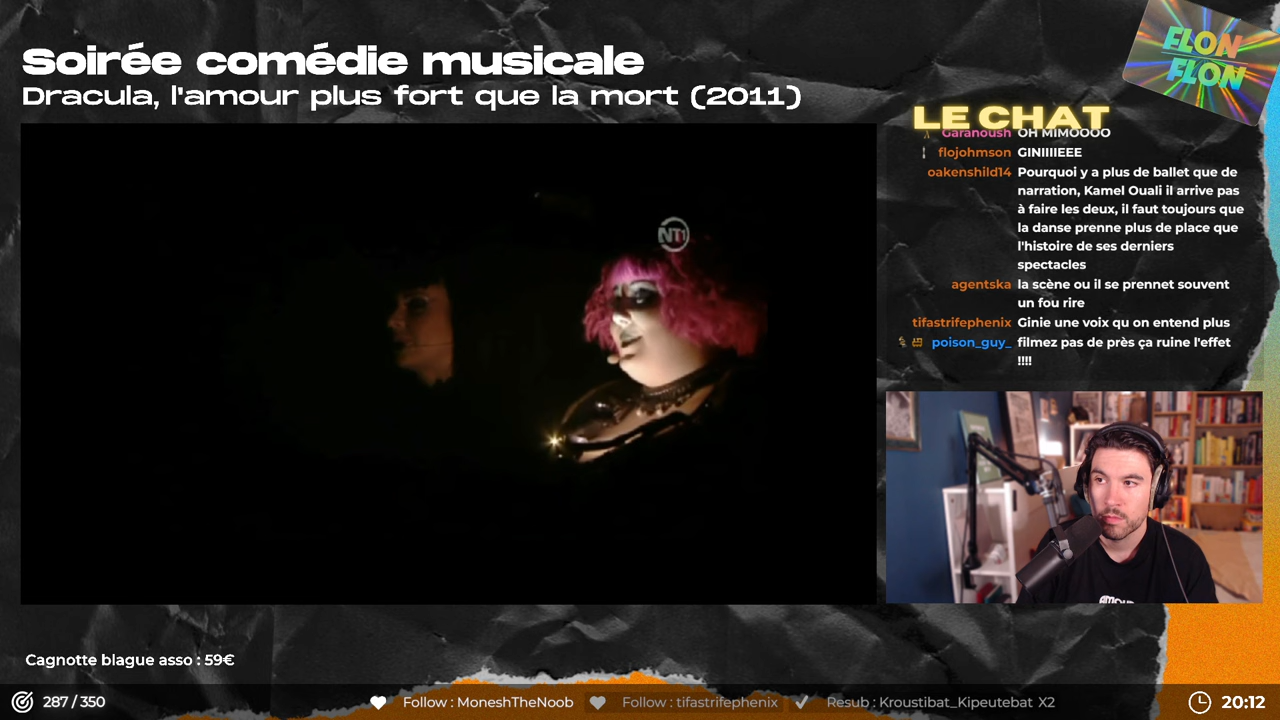 Soirée comédie musicale
Dracula, l'amour plus fort que la mort (2011)
FLON
FLON
LE CHAT
Garanoush OH MIMOOOO
flojohmson GINIIIIEEE
oakenshild14 Pourquoi y a plus de ballet que de
narration, Kamel Ouali il arrive pas
à faire les deux, il faut toujours que
la danse prenne plus de place que
l'histoire de ses derniers
spectacles
agentska la scène ou il se prennet souvent
un fou rire
tifastrifephenix Ginie une voix qu on entend plus
poison_guy_ filmez pas de près ça ruine l'effet
!!!!
NT1
Cagnotte blague asso : 59€
287 / 350
Follow : MoneshTheNoob
Follow : tifastrifephenix
Resub : Kroustibat_Kipeutebat X2
20:12